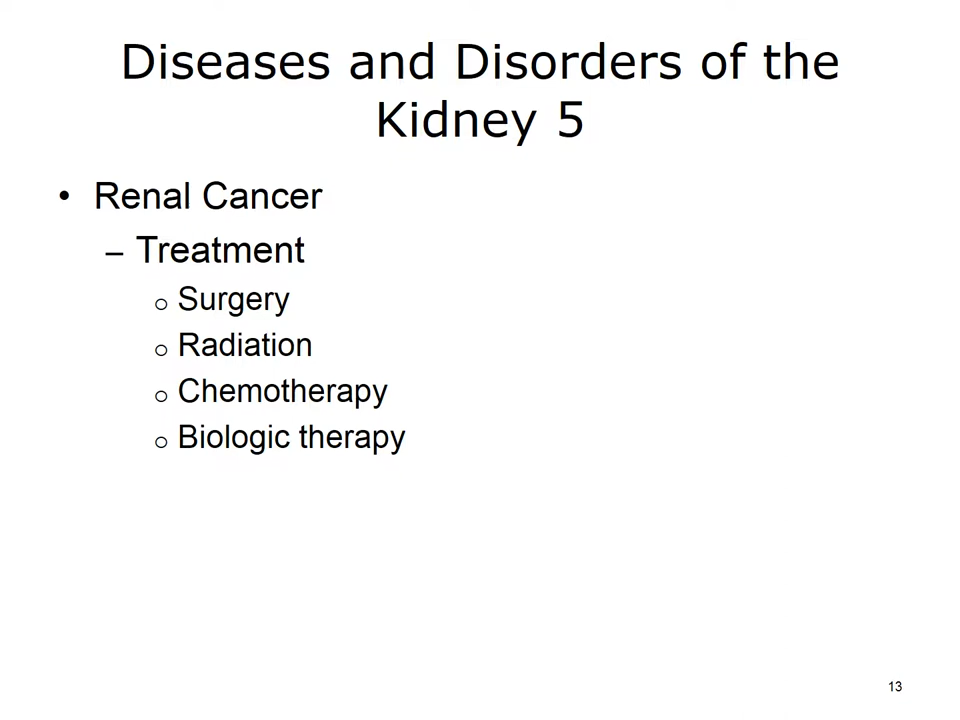 Diseases and Disorders of the
Kidney 5
• Renal Cancer
– Treatment
o Surgery
o Radiation
o Chemotherapy
o Biologic therapy
13